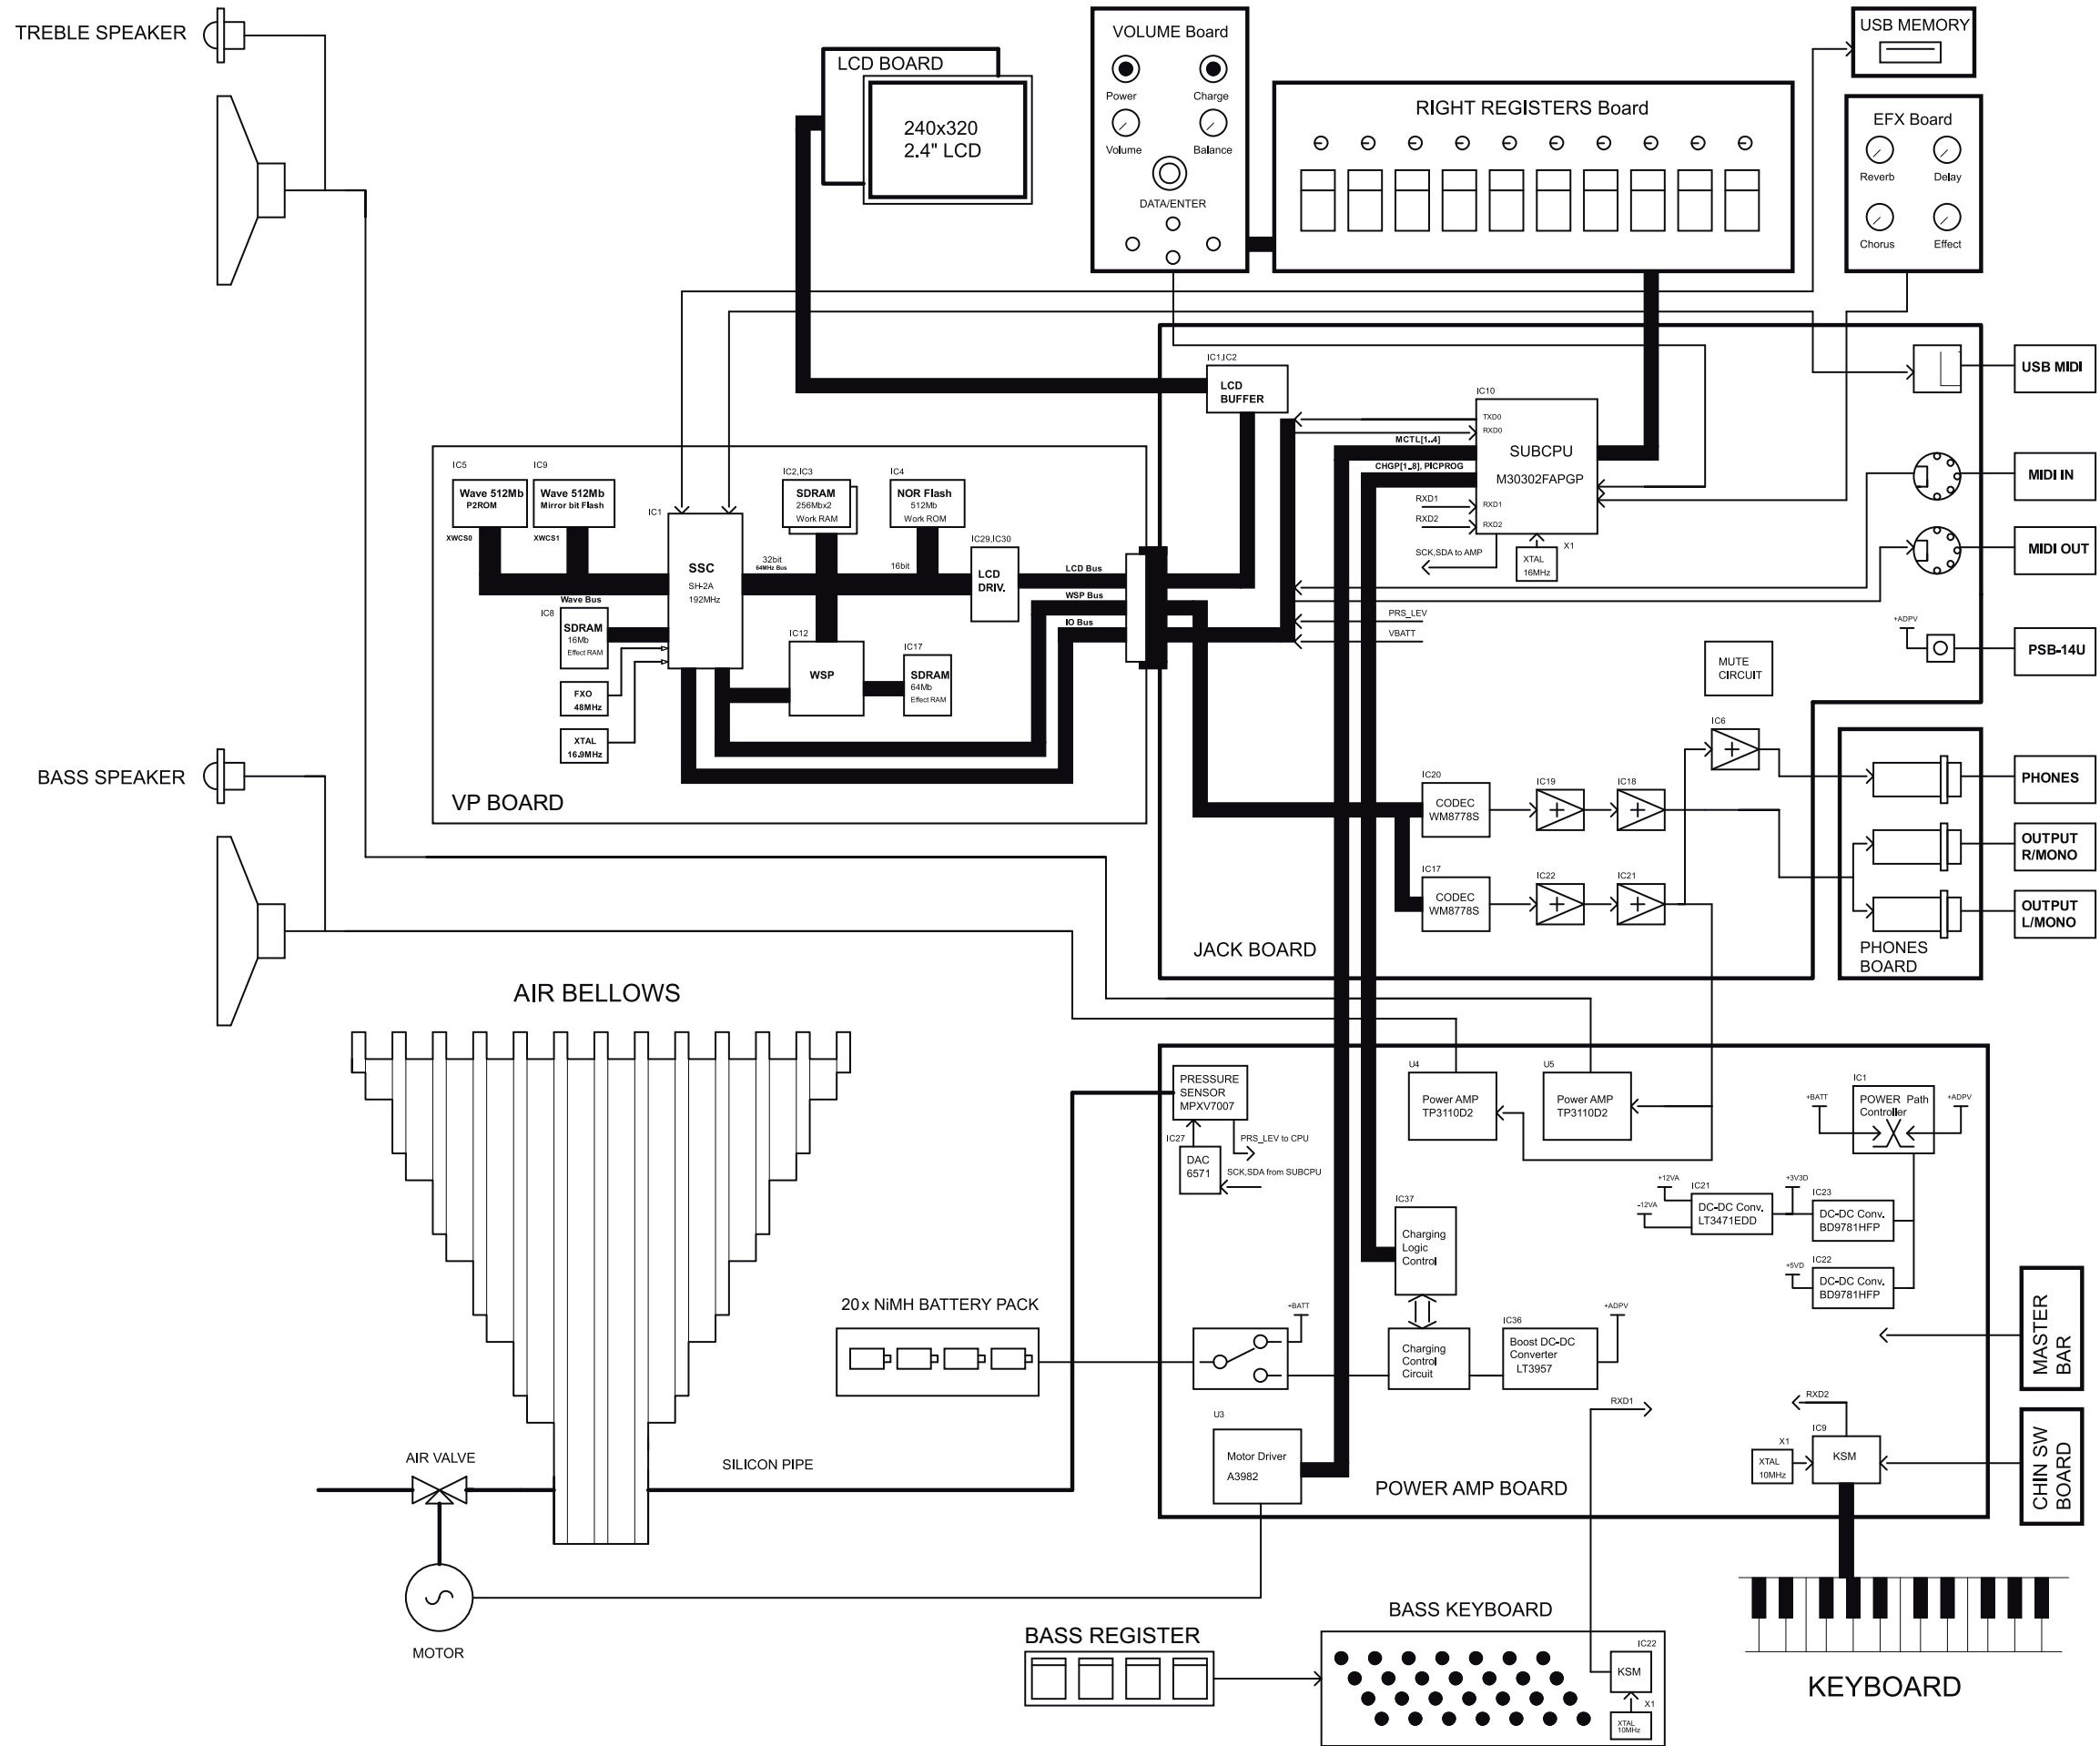 TREBLE SPEAKER
LCD BOARD
240x320
2.4" LCD
VOLUME Board
Power
Charge
Volume
Balance
DATA/ENTER
RIGHT REGISTERS Board
USB MEMORY
EFX Board
Reverb
Delay
Chorus
Effect
IC1,IC2
LCD
BUFFER
IC10
TXD0
RXD0
MCTL[1..4]
SUBCPU
CHGP[1..8], PICPROG
M30302FAPGP
RXD1
RXD1
RXD2
RXD2
SCK,SDA to AMP
X1
XTAL
16MHz
USB MIDI
MIDI IN
MIDI OUT
+ADPV
PSB-14U
PRS_LEV
VBATT
MUTE
CIRCUIT
IC5
Wave 512Mb
P2ROM
XWCS0
IC9
Wave 512Mb
Mirror bit Flash
XWCS1
IC1
SSC
SH-2A
192MHz
IC2,IC3
SDRAM
256Mbx2
Work RAM
IC4
NOR Flash
512Mb
Work ROM
32bit
64MHz Bus
16bit
IC29,IC30
LCD
DRIV.
LCD Bus
WSP Bus
IO Bus
Wave Bus
IC8
SDRAM
16Mb
Effect RAM
IC12
WSP
IC17
SDRAM
64Mb
Effect RAM
FXO
48MHz
XTAL
16.9MHz
VP BOARD
BASS SPEAKER
IC6
IC20
CODEC
WM8778S
IC19
IC18
IC17
CODEC
WM8778S
IC22
IC21
JACK BOARD
PHONES
OUTPUT
R/MONO
OUTPUT
L/MONO
PHONES
BOARD
AIR BELLOWS
PRESSURE
SENSOR
MPXV7007
IC27
DAC
6571
PRS_LEV to CPU
SCK,SDA from SUBCPU
U4
Power AMP
TP3110D2
U5
Power AMP
TP3110D2
IC1
POWER Path
Controller
+BATT
+ADPV
+12VA
-12VA
IC21
DC-DC Conv.
LT3471EDD
+3V3D
IC23
DC-DC Conv.
BD9781HFP
+5VD
IC22
DC-DC Conv.
BD9781HFP
IC37
Charging
Logic
Control
20x NiMH BATTERY PACK
+BATT
Charging
Control
Circuit
IC36
Boost DC-DC
Converter
LT3957
+ADPV
MASTER
BAR
RXD1
RXD2
U3
Motor Driver
A3982
X1
XTAL
10MHz
IC9
KSM
CHIN SW
BOARD
AIR VALVE
SILICON PIPE
POWER AMP BOARD
MOTOR
BASS REGISTER
BASS KEYBOARD
IC22
KSM
X1
XTAL
10MHz
KEYBOARD